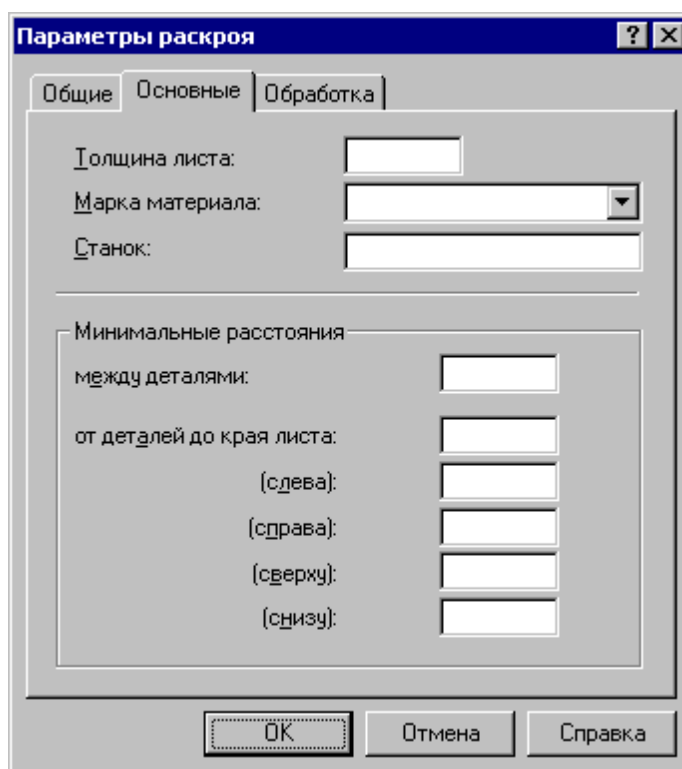 Параметры раскроя ?
Общие Основные Обработка
Толщина листа:
Марка материала:
Станок:
Минимальные расстояния
между деталями:
от деталей до края листа:
(слева):
(справа):
(сверху):
(снизу):
OK Отмена Справка